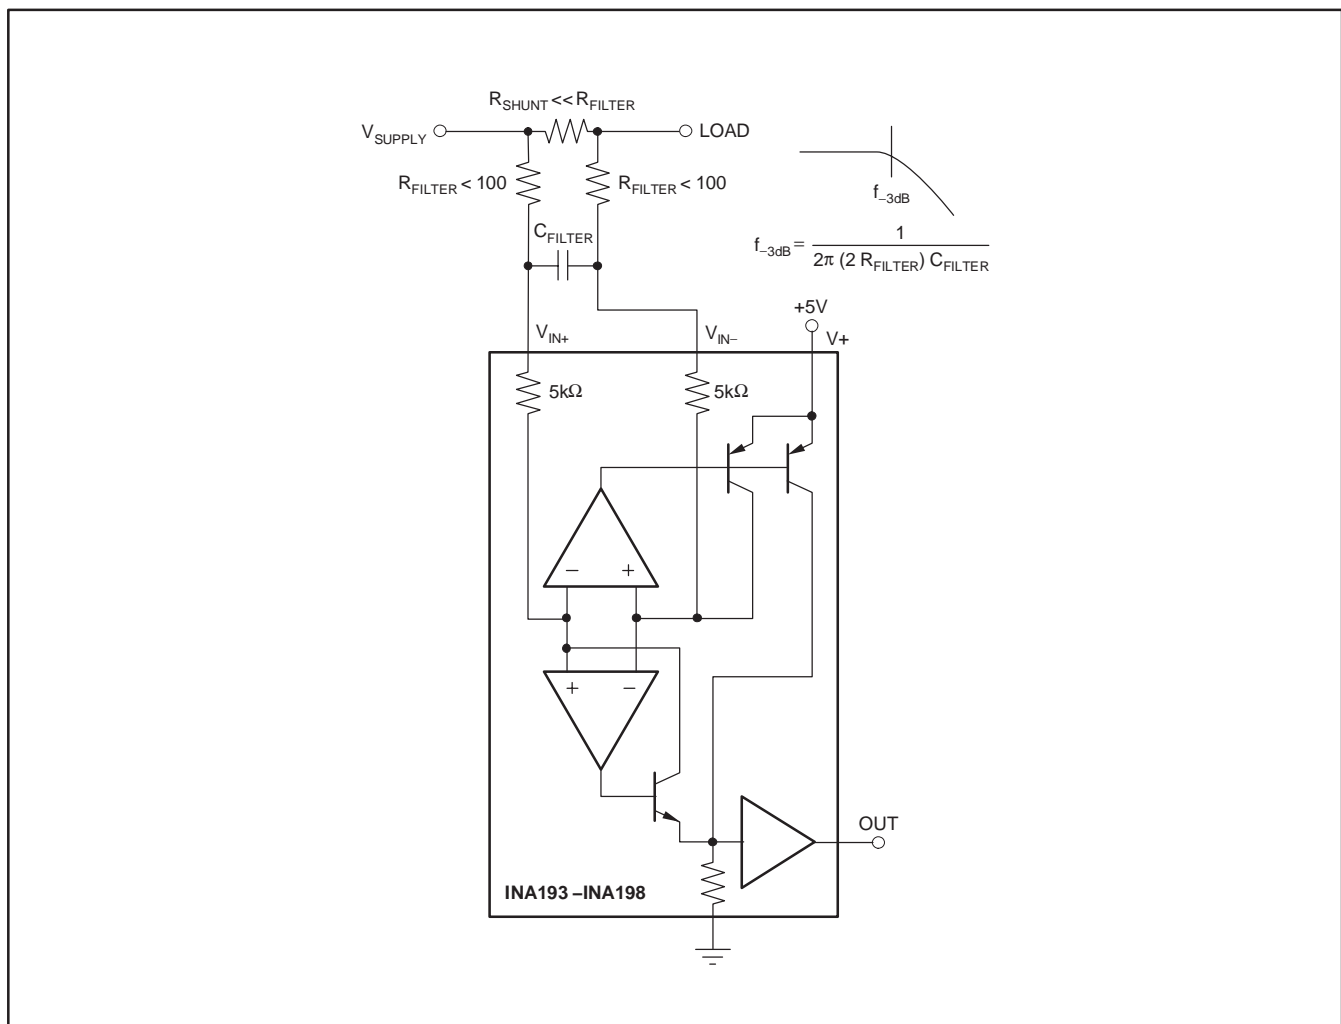 R_SHUNT << R_FILTER
V_SUPPLY
LOAD
R_FILTER < 100
R_FILTER < 100
f_−3dB
C_FILTER
f_−3dB = 1 / 2π (2 R_FILTER) C_FILTER
+5V
V_IN+
V_IN−
V+
5kΩ
5kΩ
− +
+ −
OUT
INA193 –INA198